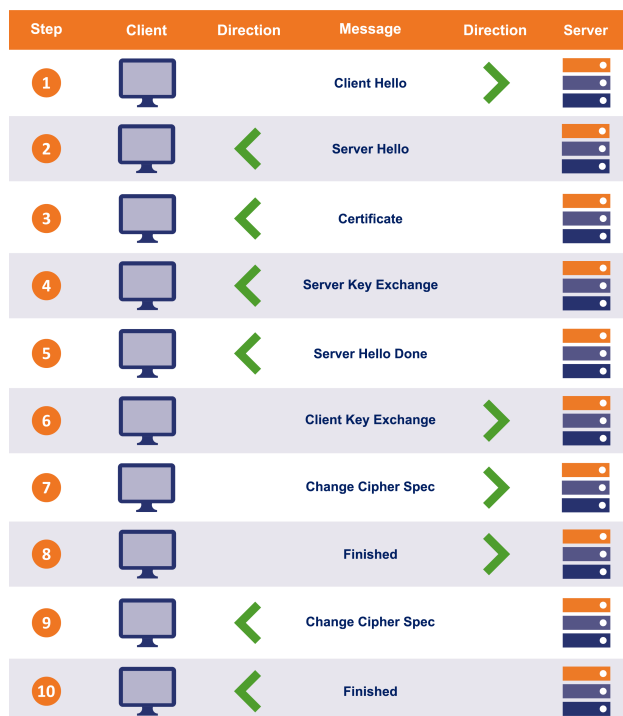 Step Client Direction Message Direction Server
1 Client Hello
2 Server Hello
3 Certificate
4 Server Key Exchange
5 Server Hello Done
6 Client Key Exchange
7 Change Cipher Spec
8 Finished
9 Change Cipher Spec
10 Finished